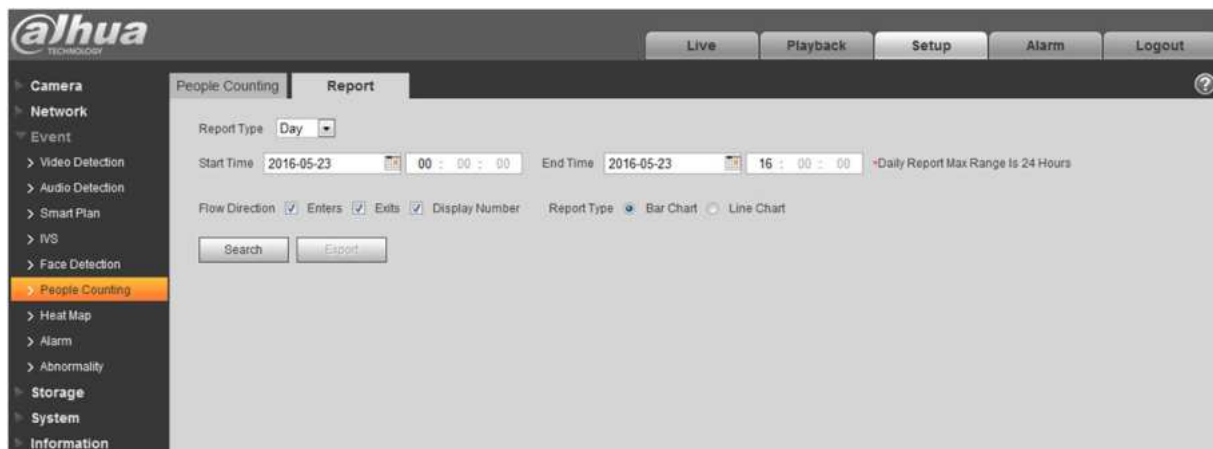 alhua
TECHNOLOGY
Live
Playback
Setup
Alarm
Logout
Camera
Network
Event
Video Detection
Audio Detection
Smart Plan
IVS
Face Detection
People Counting
Heat Map
Alarm
Abnormality
Storage
System
Information
People Counting
Report
?
Report Type Day
Start Time 2016-05-23 00 : 00 : 00 End Time 2016-05-23 16 : 00 : 00 *Daily Report Max Range Is 24 Hours
Flow Direction Enters Exits Display Number Report Type Bar Chart Line Chart
Search Export